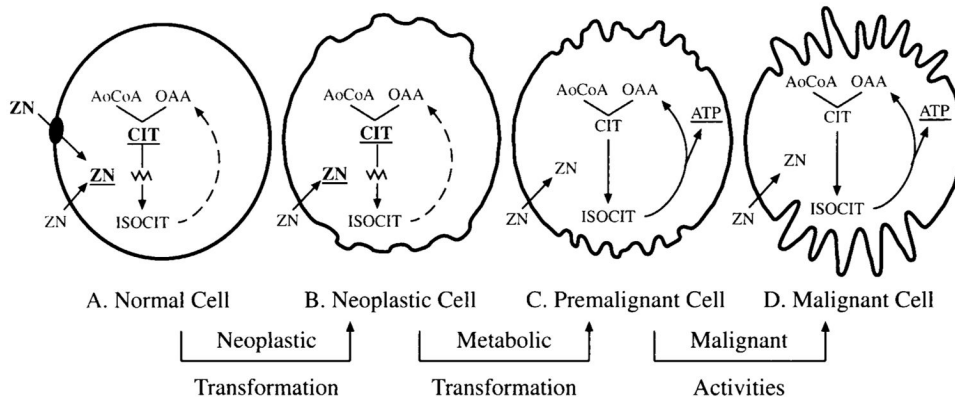 AoCoA OAA
CIT
ZN
ZN
ZN
ISOCIT
AoCoA OAA
CIT
ZN
ZN
ISOCIT
AoCoA OAA
CIT
ATP
ZN
ZN
ISOCIT
AoCoA OAA
CIT
ATP
ZN
ZN
ISOCIT
A. Normal Cell
B. Neoplastic Cell
C. Premalignant Cell
D. Malignant Cell
Neoplastic
Transformation
Metabolic
Transformation
Malignant
Activities